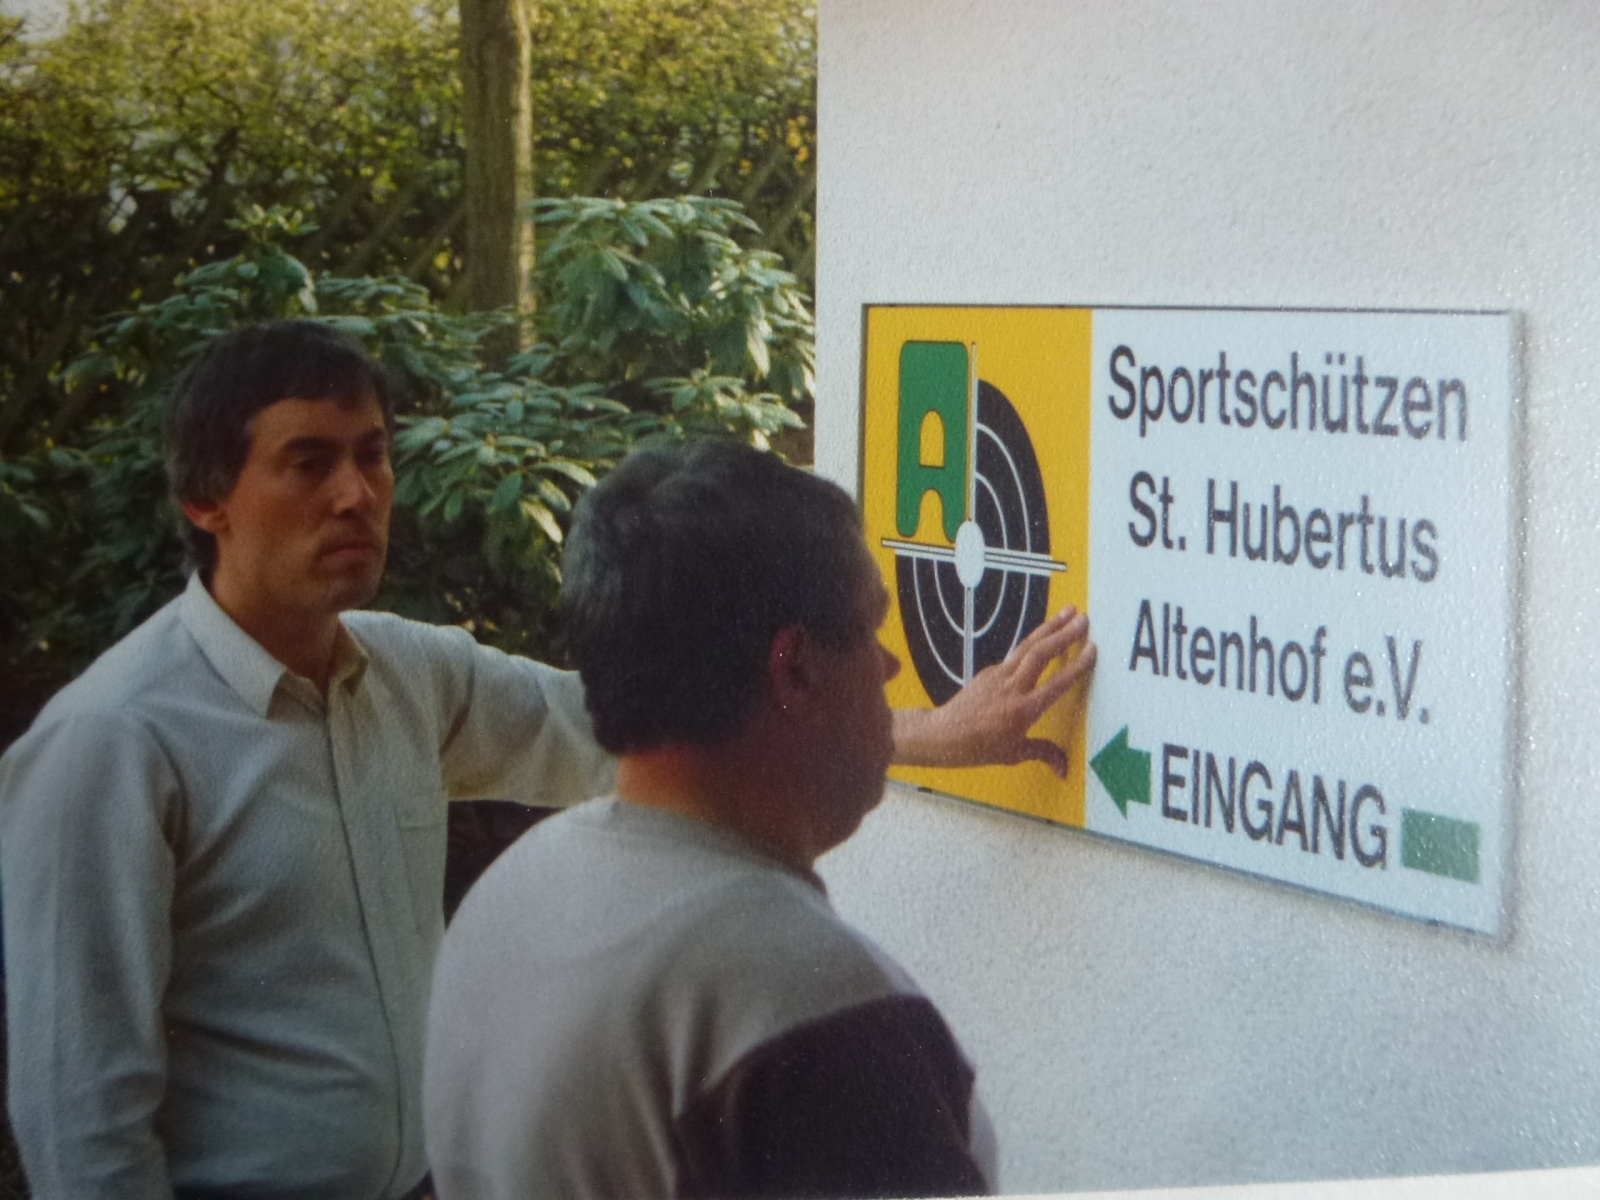 A
Sportschützen
St. Hubertus
Altenhof e.V.
EINGANG